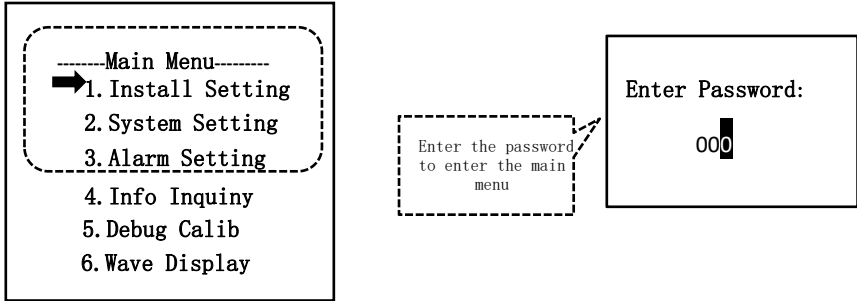 --------Main Menu---------
1. Install Setting
2. System Setting
3. Alarm Setting
4. Info Inquiny
5. Debug Calib
6. Wave Display
Enter the password
to enter the main
menu
Enter Password:
000